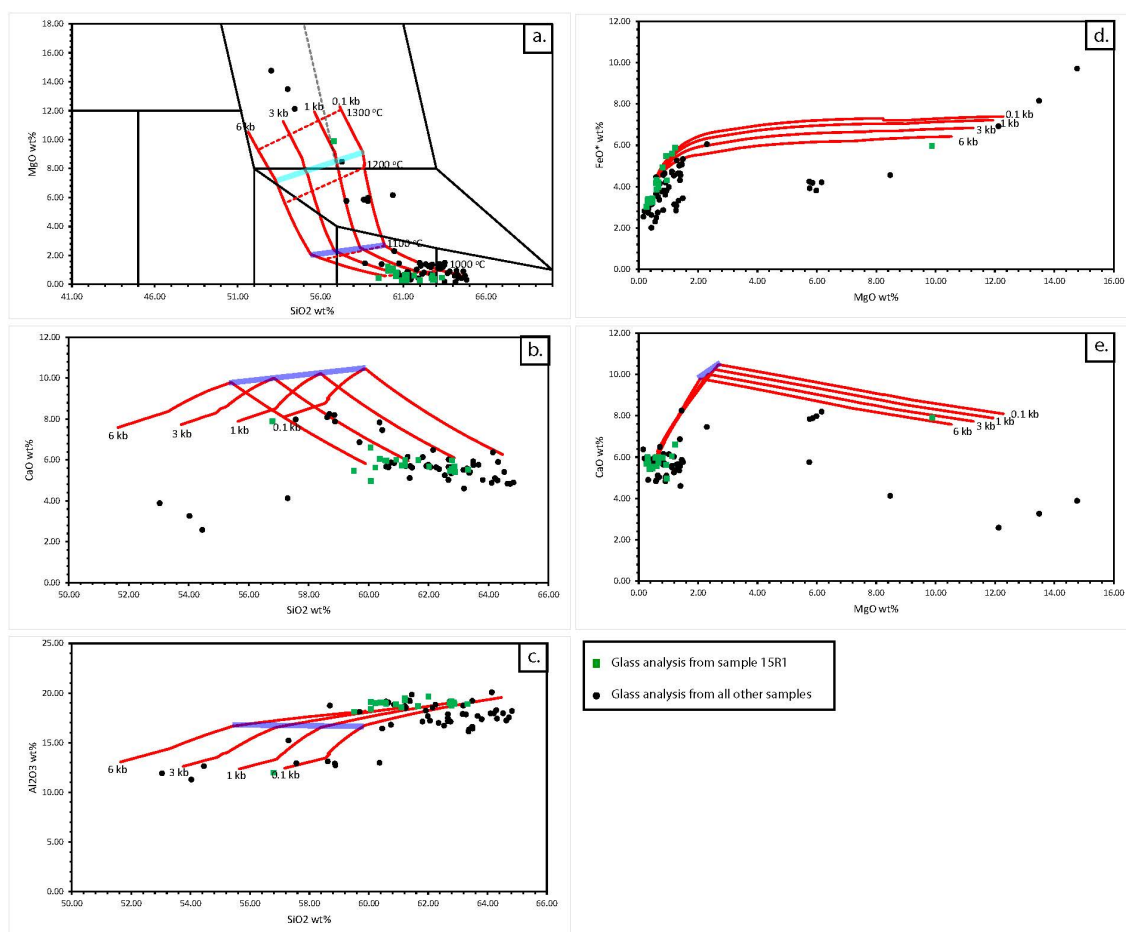 a.
18.00
16.00
14.00
12.00
10.00
8.00
6.00
4.00
2.00
0.00
MgO wt%
6 kb
3 kb
1 kb
0.1 kb
1300 °C
1200 °C
1100 °C
1000 °C
41.00 46.00 51.00 56.00 61.00 66.00
SiO2 wt%
b.
12.00
10.00
8.00
6.00
4.00
2.00
0.00
CaO wt%
6 kb
3 kb
1 kb
0.1 kb
50.00 52.00 54.00 56.00 58.00 60.00 62.00 64.00 66.00
SiO2 wt%
c.
25.00
20.00
15.00
10.00
5.00
0.00
Al2O3 wt%
6 kb
3 kb
1 kb
0.1 kb
50.00 52.00 54.00 56.00 58.00 60.00 62.00 64.00 66.00
SiO2 wt%
d.
12.00
10.00
8.00
6.00
4.00
2.00
0.00
FeO* wt%
0.1 kb
1 kb
3 kb
6 kb
0.00 2.00 4.00 6.00 8.00 10.00 12.00 14.00 16.00
MgO wt%
e.
12.00
10.00
8.00
6.00
4.00
2.00
0.00
CaO wt%
0.1 kb
1 kb
3 kb
6 kb
0.00 2.00 4.00 6.00 8.00 10.00 12.00 14.00 16.00
MgO wt%
Glass analysis from sample 15R1
Glass analysis from all other samples